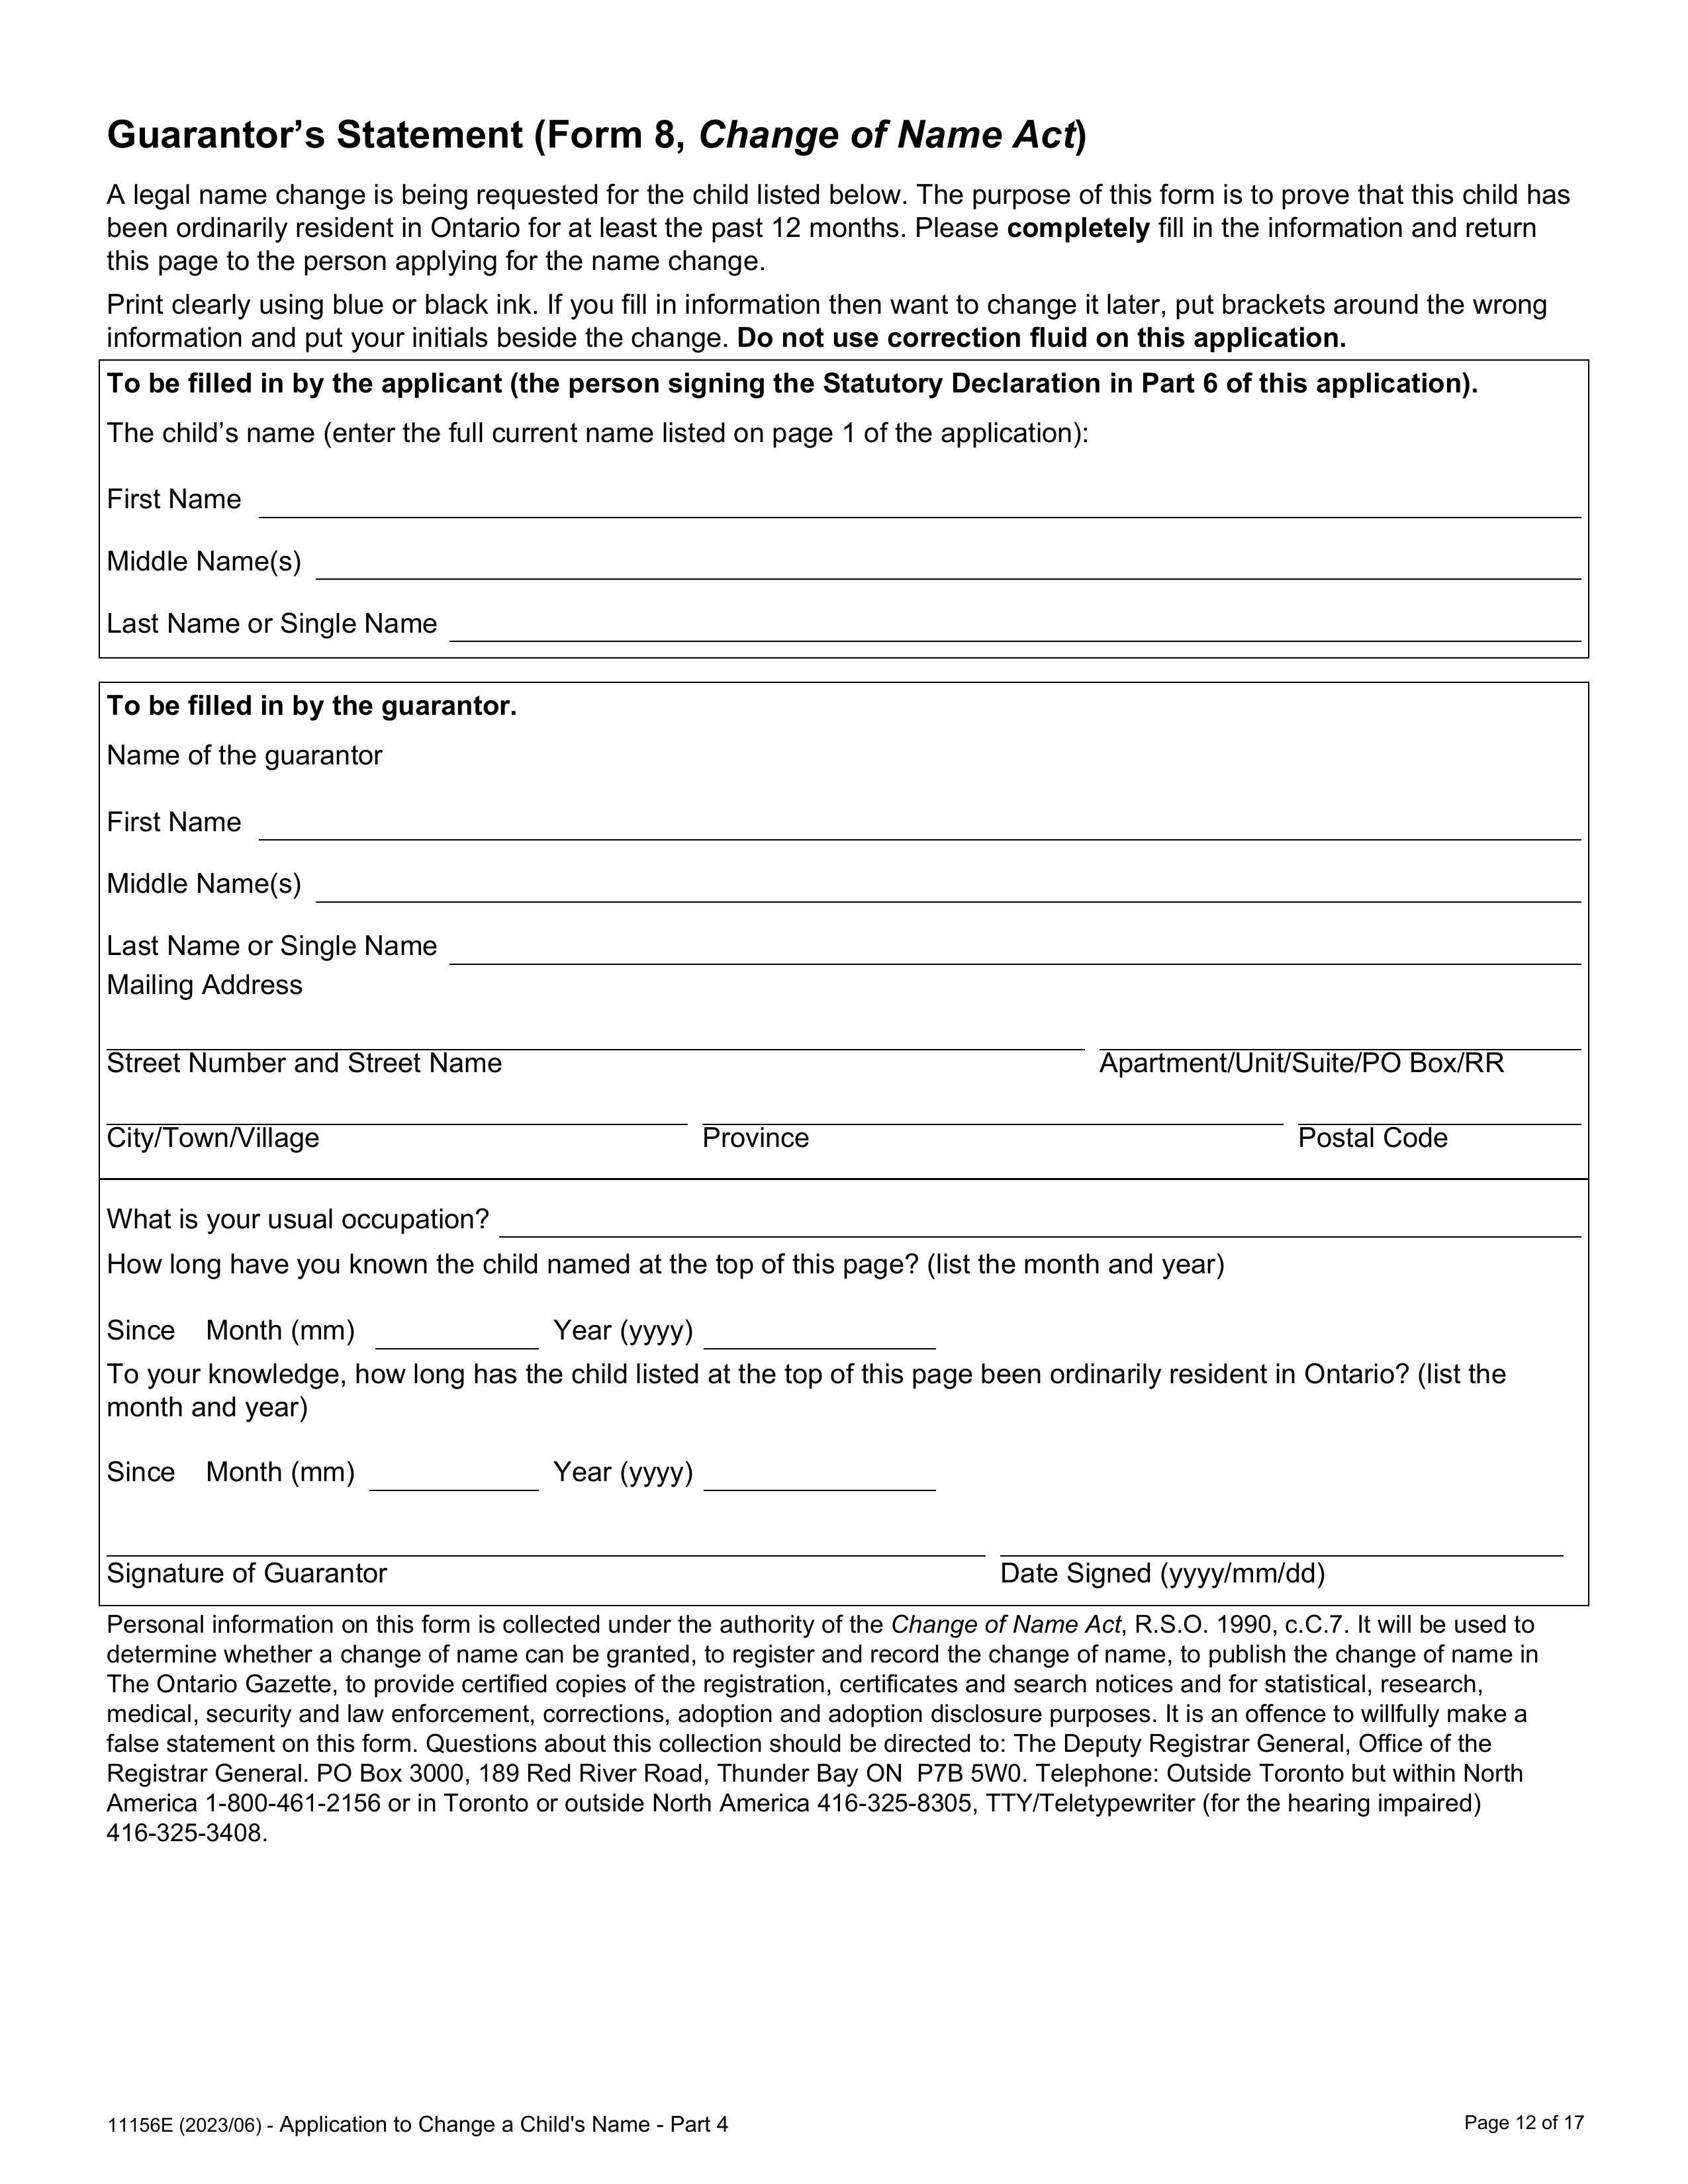 Guarantor’s Statement (Form 8, Change of Name Act)
A legal name change is being requested for the child listed below. The purpose of this form is to prove that this child has
been ordinarily resident in Ontario for at least the past 12 months. Please completely fill in the information and return
this page to the person applying for the name change.
Print clearly using blue or black ink. If you fill in information then want to change it later, put brackets around the wrong
information and put your initials beside the change. Do not use correction fluid on this application.
To be filled in by the applicant (the person signing the Statutory Declaration in Part 6 of this application).
The child’s name (enter the full current name listed on page 1 of the application):
First Name
Middle Name(s)
Last Name or Single Name
To be filled in by the guarantor.
Name of the guarantor
First Name
Middle Name(s)
Last Name or Single Name
Mailing Address
Street Number and Street Name Apartment/Unit/Suite/PO Box/RR
City/Town/Village Province Postal Code
What is your usual occupation?
How long have you known the child named at the top of this page? (list the month and year)
Since Month (mm) Year (yyyy)
To your knowledge, how long has the child listed at the top of this page been ordinarily resident in Ontario? (list the
month and year)
Since Month (mm) Year (yyyy)
Signature of Guarantor Date Signed (yyyy/mm/dd)
Personal information on this form is collected under the authority of the Change of Name Act, R.S.O. 1990, c.C.7. It will be used to
determine whether a change of name can be granted, to register and record the change of name, to publish the change of name in
The Ontario Gazette, to provide certified copies of the registration, certificates and search notices and for statistical, research,
medical, security and law enforcement, corrections, adoption and adoption disclosure purposes. It is an offence to willfully make a
false statement on this form. Questions about this collection should be directed to: The Deputy Registrar General, Office of the
Registrar General. PO Box 3000, 189 Red River Road, Thunder Bay ON  P7B 5W0. Telephone: Outside Toronto but within North
America 1-800-461-2156 or in Toronto or outside North America 416-325-8305, TTY/Teletypewriter (for the hearing impaired)
416-325-3408.
11156E (2023/06) - Application to Change a Child's Name - Part 4 Page 12 of 17